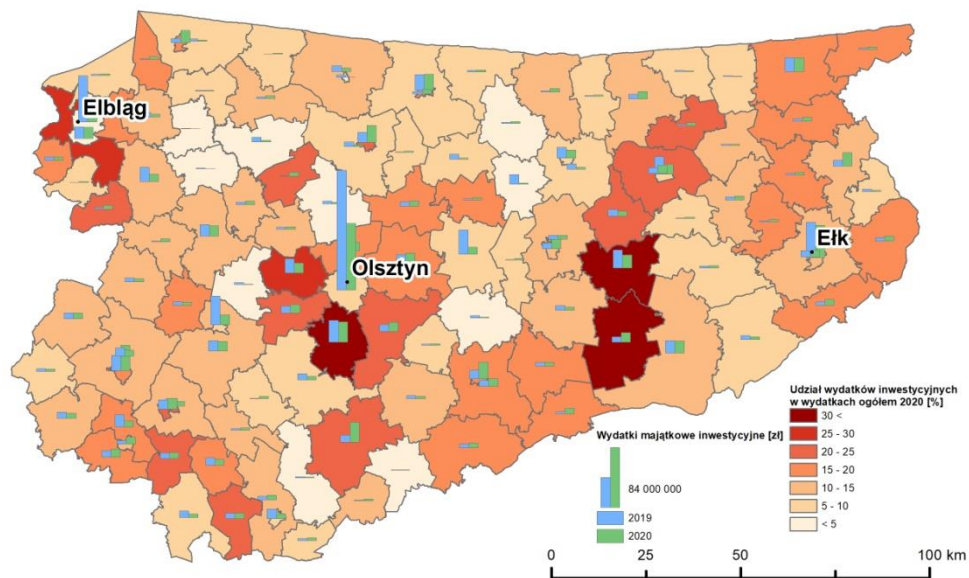 Elbląg
Olsztyn
Ełk
Wydatki majątkowe inwestycyjne [zł]
84 000 000
2019
2020
Udział wydatków inwestycyjnych
w wydatkach ogółem 2020 [%]
30 <
25 - 30
20 - 25
15 - 20
10 - 15
5 - 10
< 5
0 25 50 100 km